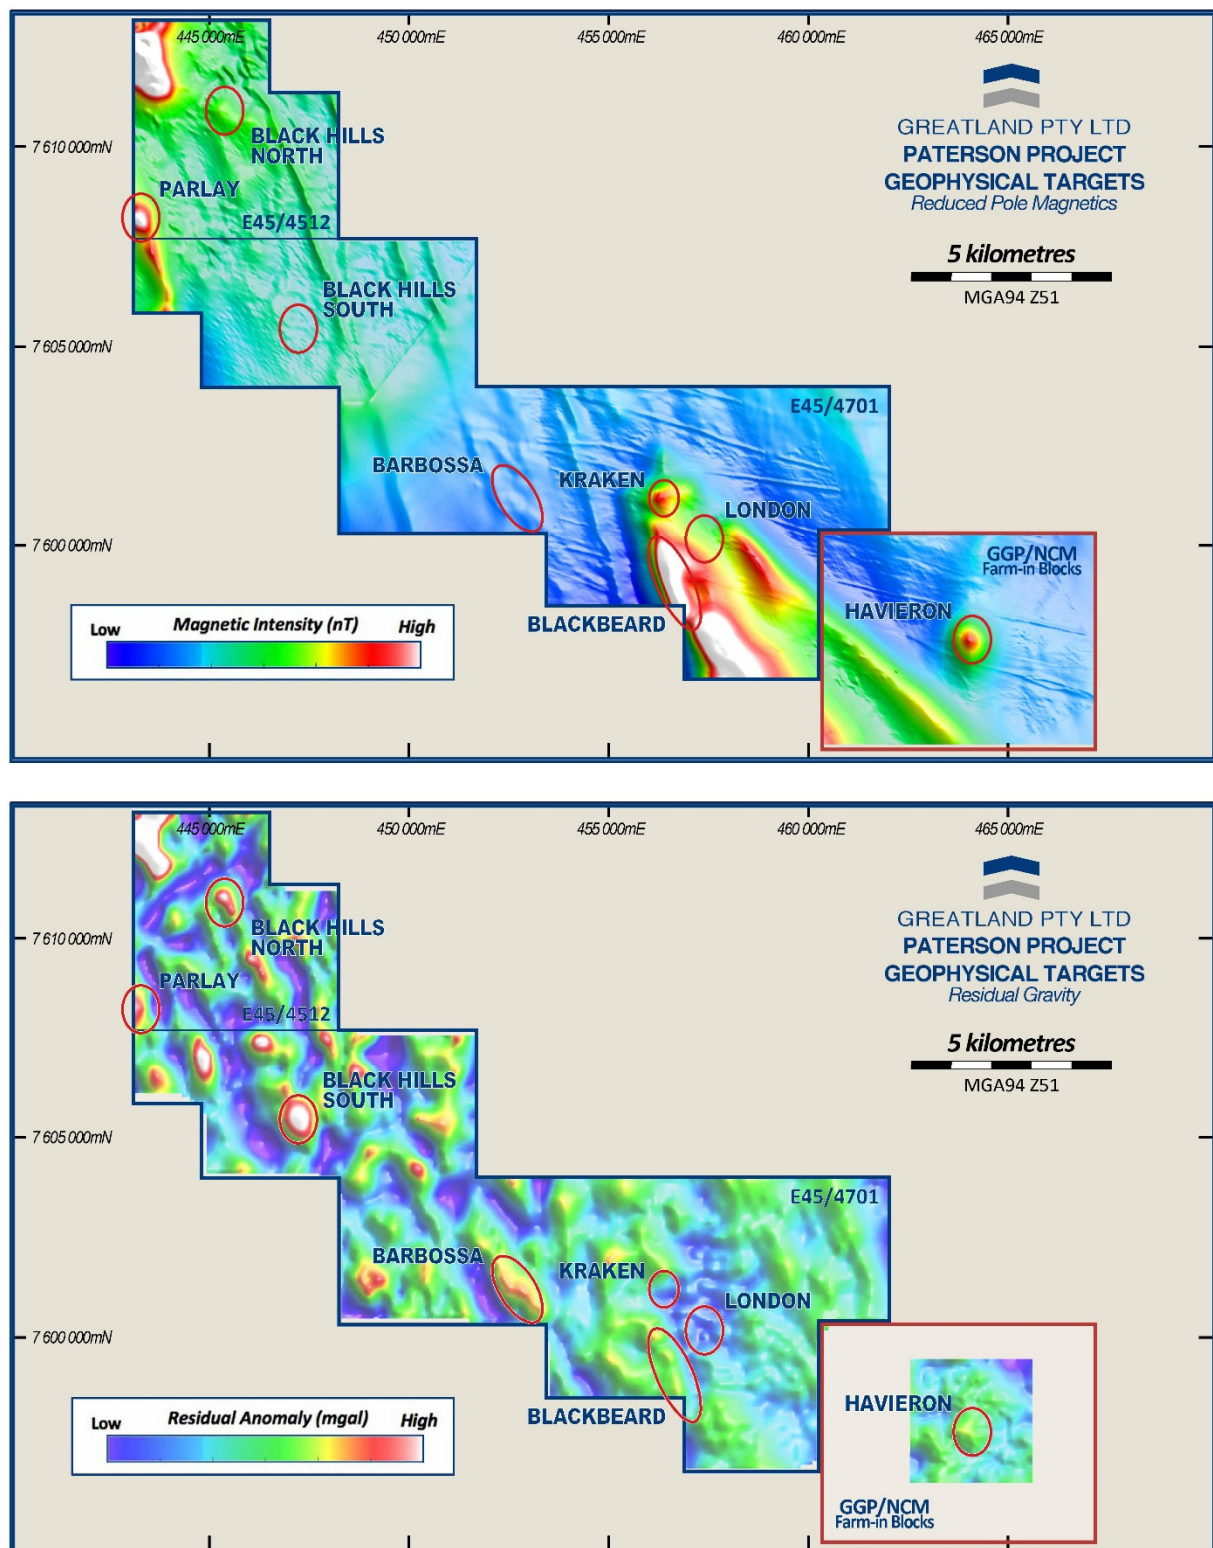 445 000mE 450 000mE 455 000mE 460 000mE 465 000mE
GREATLAND PTY LTD
PATERSON PROJECT
GEOPHYSICAL TARGETS
Reduced Pole Magnetics
5 kilometres
MGA94 Z51
7 610 000mN
7 605 000mN
7 600 000mN
BLACK HILLS
NORTH
PARLAY
E45/4512
BLACK HILLS
SOUTH
E45/4701
BARBOSSA
KRAKEN
LONDON
GGP/NCM
Farm-in Blocks
HAVIERON
BLACKBEARD
Low Magnetic Intensity (nT) High
445 000mE 450 000mE 455 000mE 460 000mE 465 000mE
GREATLAND PTY LTD
PATERSON PROJECT
GEOPHYSICAL TARGETS
Residual Gravity
5 kilometres
MGA94 Z51
7 610 000mN
7 605 000mN
7 600 000mN
BLACK HILLS
NORTH
PARLAY
E45/4512
BLACK HILLS
SOUTH
E45/4701
BARBOSSA
KRAKEN
LONDON
HAVIERON
BLACKBEARD
Low Residual Anomaly (mgal) High
GGP/NCM
Farm-in Blocks